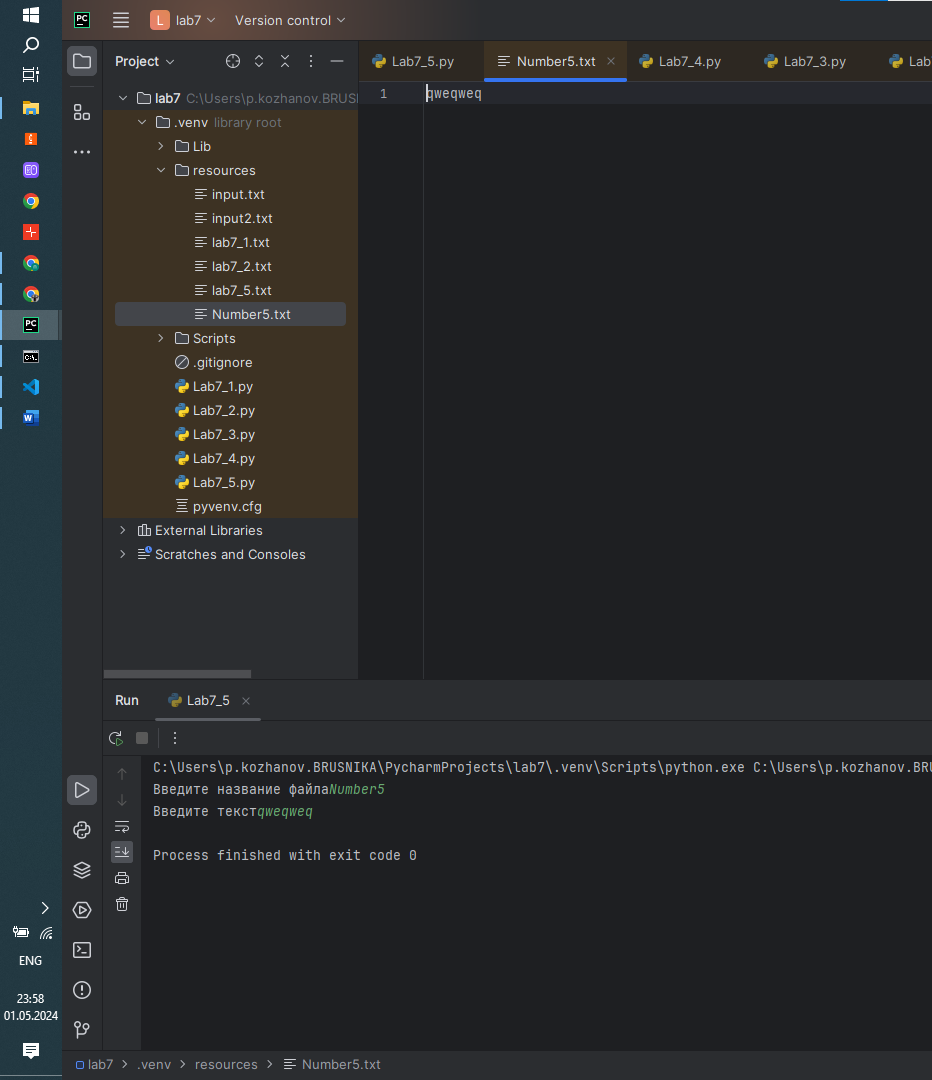 PC
L lab7 Version control
Project
Lab7_5.py Number5.txt Lab7_4.py Lab7_3.py Lab
1 qweqweq
lab7 C:\Users\p.kozhanov.BRUSI
.venv library root
Lib
resources
input.txt
input2.txt
lab7_1.txt
lab7_2.txt
lab7_5.txt
Number5.txt
Scripts
.gitignore
Lab7_1.py
Lab7_2.py
Lab7_3.py
Lab7_4.py
Lab7_5.py
pyvenv.cfg
External Libraries
Scratches and Consoles
PC
C:\.
W
Run Lab7_5
C:\Users\p.kozhanov.BRUSNIKA\PycharmProjects\lab7\.venv\Scripts\python.exe C:\Users\p.kozhanov.BRU
Введите название файлаNumber5
Введите текстqweqweq
Process finished with exit code 0
ENG
23:58
01.05.2024
lab7 > .venv > resources > Number5.txt